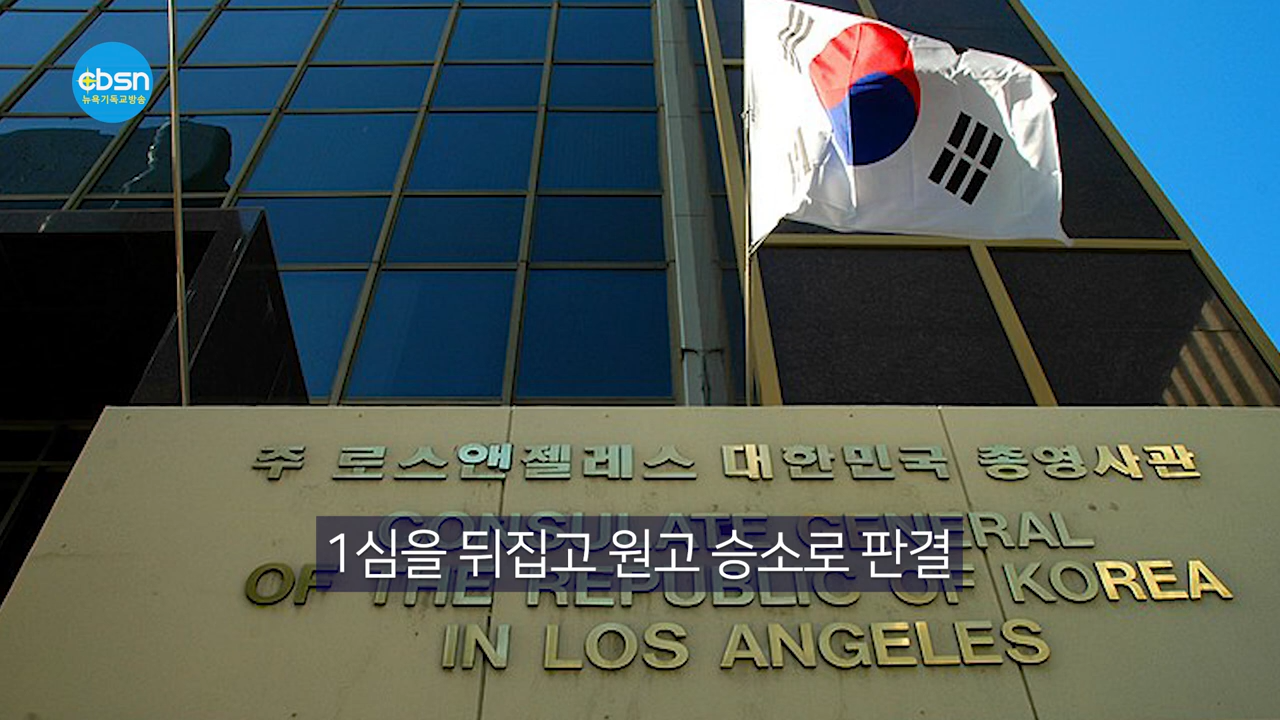 cbsn
뉴욕기독교방송
주 로스앤젤레스 대한민국 총영사관
CONSULATE GENERAL
1심을 뒤집고 원고 승소로 판결
OF THE REPUBLIC OF KOREA
IN LOS ANGELES